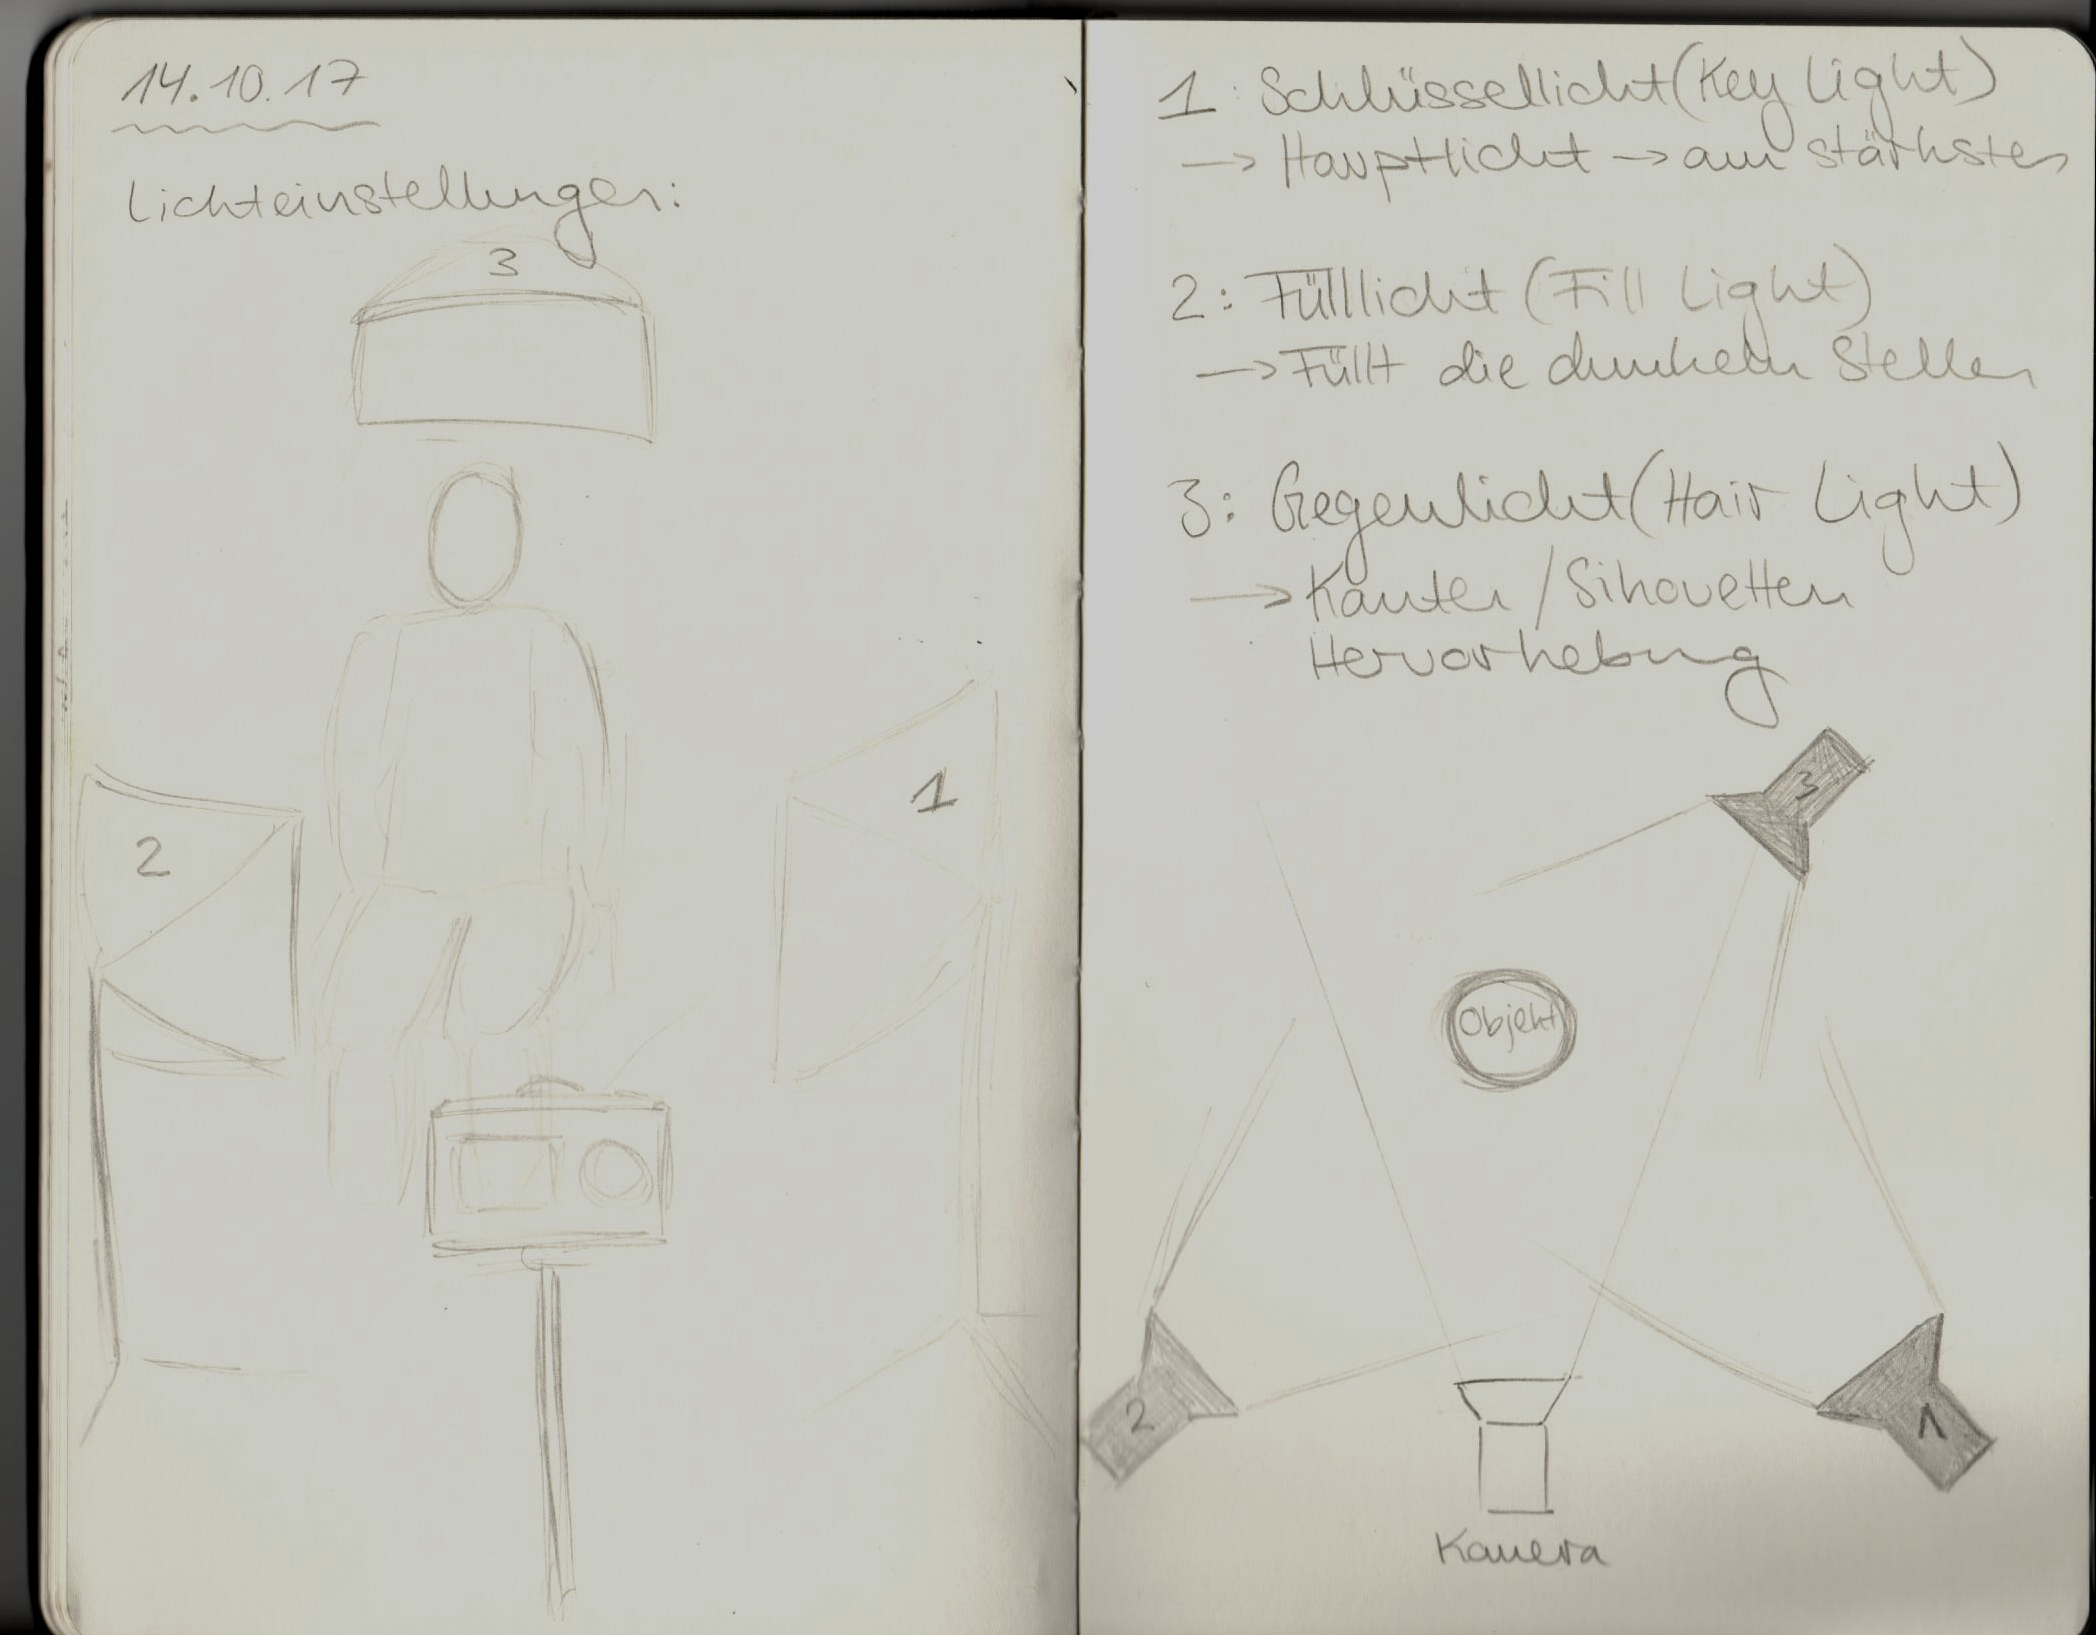 14.10.17
Lichteinstellungen:
3
1
2
1: Schlüssellicht (Key Light)
→ Hauptlicht → am stärksten
2: Fülllicht (Fill Light)
→ Füllt die dunkeln Stellen
3: Gegenlicht (Hair Light)
→ Kanten / Sihouetten
Hervorhebung
3
Objekt
2
1
Kamera